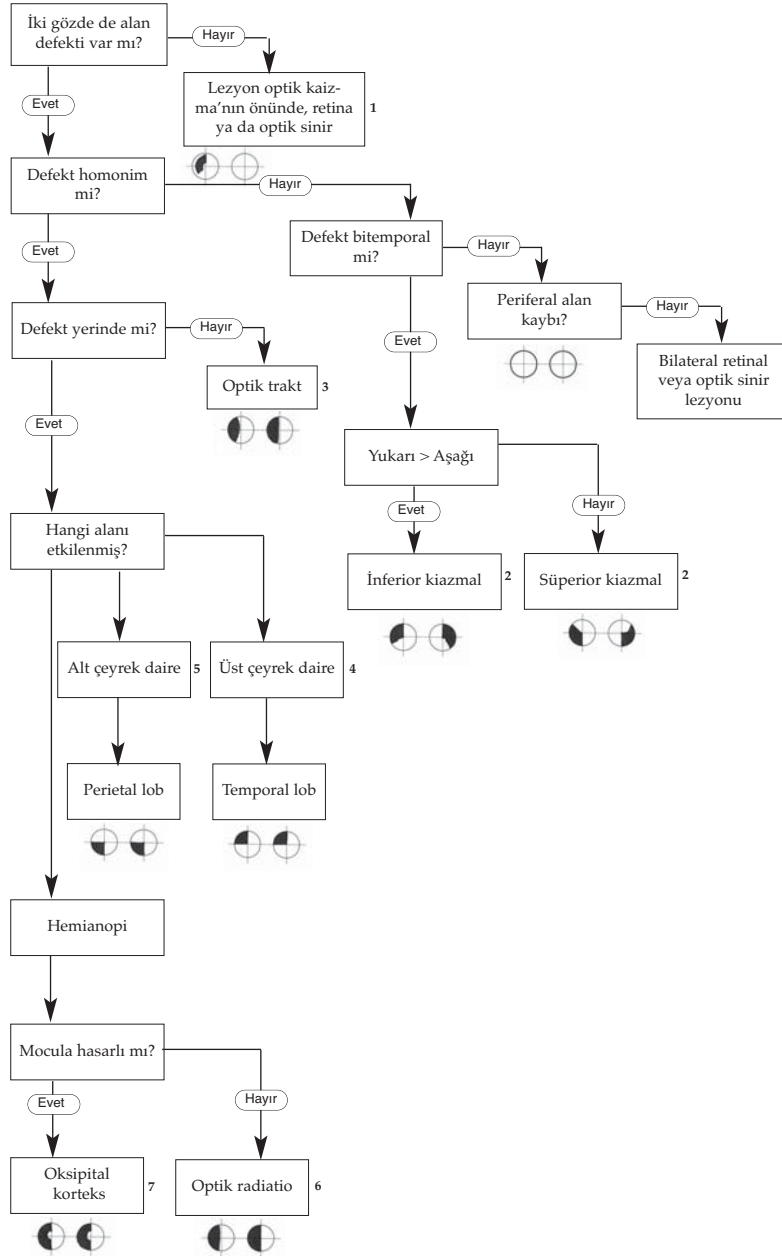 İki gözde de alan
defekti var mı?
Hayır
Evet
Lezyon optik kaiz-
ma'nın önünde, retina
ya da optik sinir
1
Defekt homonim
mi?
Hayır
Evet
Defekt bitemporal
mi?
Hayır
Evet
Periferal alan
kaybı?
Hayır
Bilateral retinal
veya optik sinir
lezyonu
Defekt yerinde mi?
Hayır
Evet
Optik trakt
3
Yukarı > Aşağı
Evet
Hayır
İnferior kiazmal
2
Süperior kiazmal
2
Hangi alanı
etkilenmiş?
Alt çeyrek daire
5
Üst çeyrek daire
4
Perietal lob
Temporal lob
Hemianopi
Mocula hasarlı mı?
Evet
Hayır
Oksipital
korteks
7
Optik radiatio
6